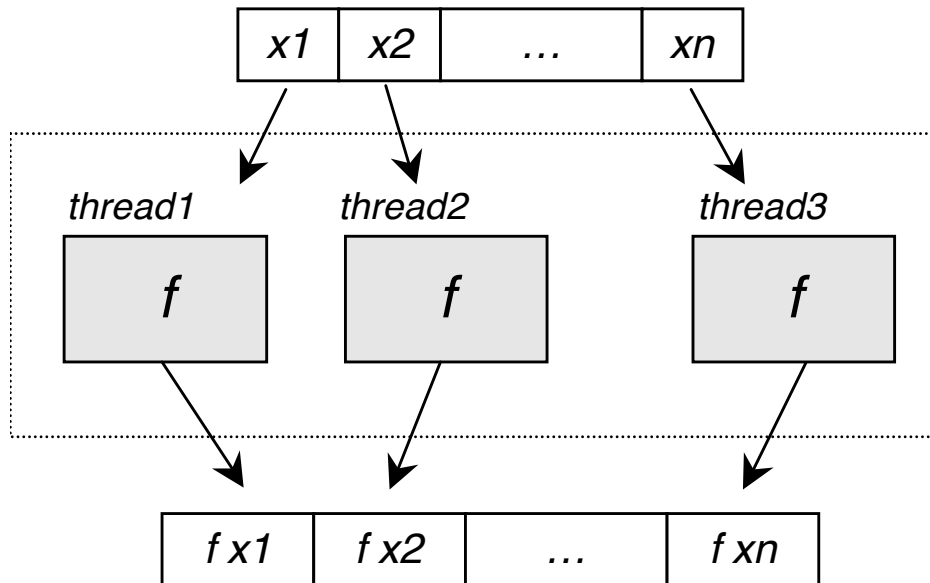 x1 x2 ... xn
thread1 thread2 thread3
f f f
f x1 f x2 ... f xn